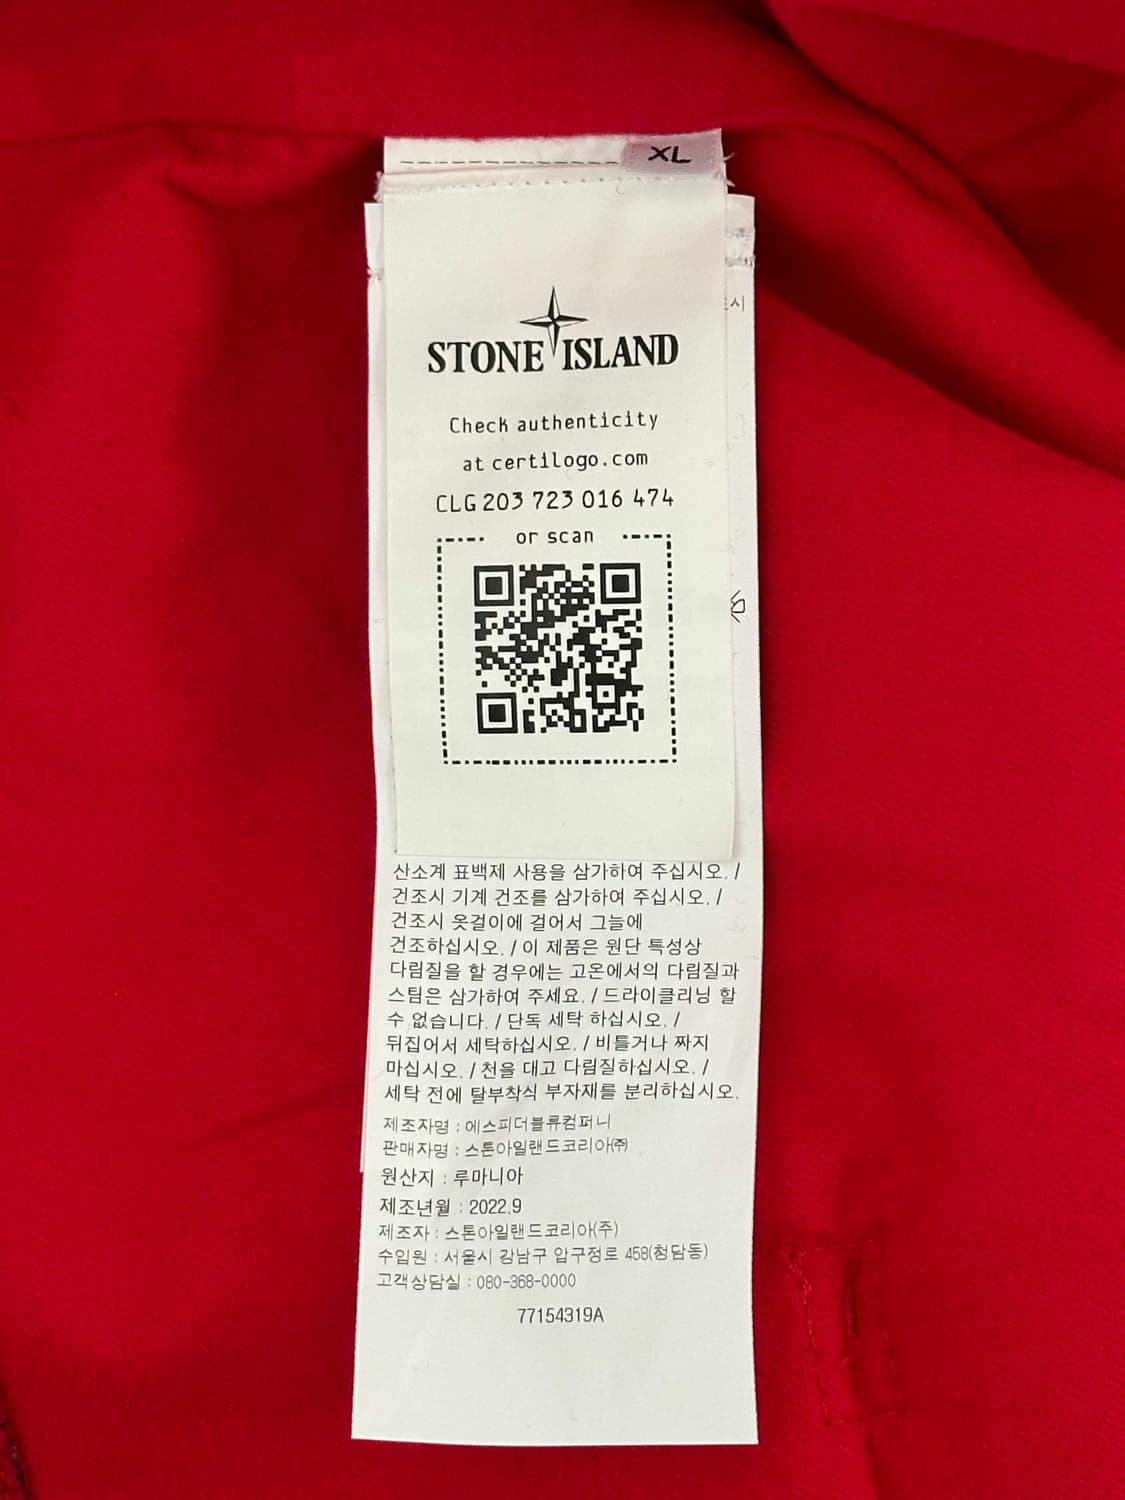 XL
STONE ISLAND
Check authenticity
at certilogo.com
CLG 203 723 016 474
or scan
시
산소계 표백제 사용을 삼가하여 주십시오. /
건조시 기계 건조를 삼가하여 주십시오. /
건조시 옷걸이에 걸어서 그늘에
건조하십시오. / 이 제품은 원단 특성상
다림질을 할 경우에는 고온에서의 다림질과
스팀은 삼가하여 주세요. / 드라이클리닝 할
수 없습니다. / 단독 세탁 하십시오. /
뒤집어서 세탁하십시오. / 비틀거나 짜지
마십시오. / 천을 대고 다림질하십시오. /
세탁 전에 탈부착식 부자재를 분리하십시오.
제조자명 : 에스피더블류컴퍼니
판매자명 : 스톤아일랜드코리아㈜
원산지 : 루마니아
제조년월 : 2022.9
제조자 : 스톤아일랜드코리아(주)
수입원 : 서울시 강남구 압구정로 458(청담동)
고객상담실 : 080-368-0000
77154319A